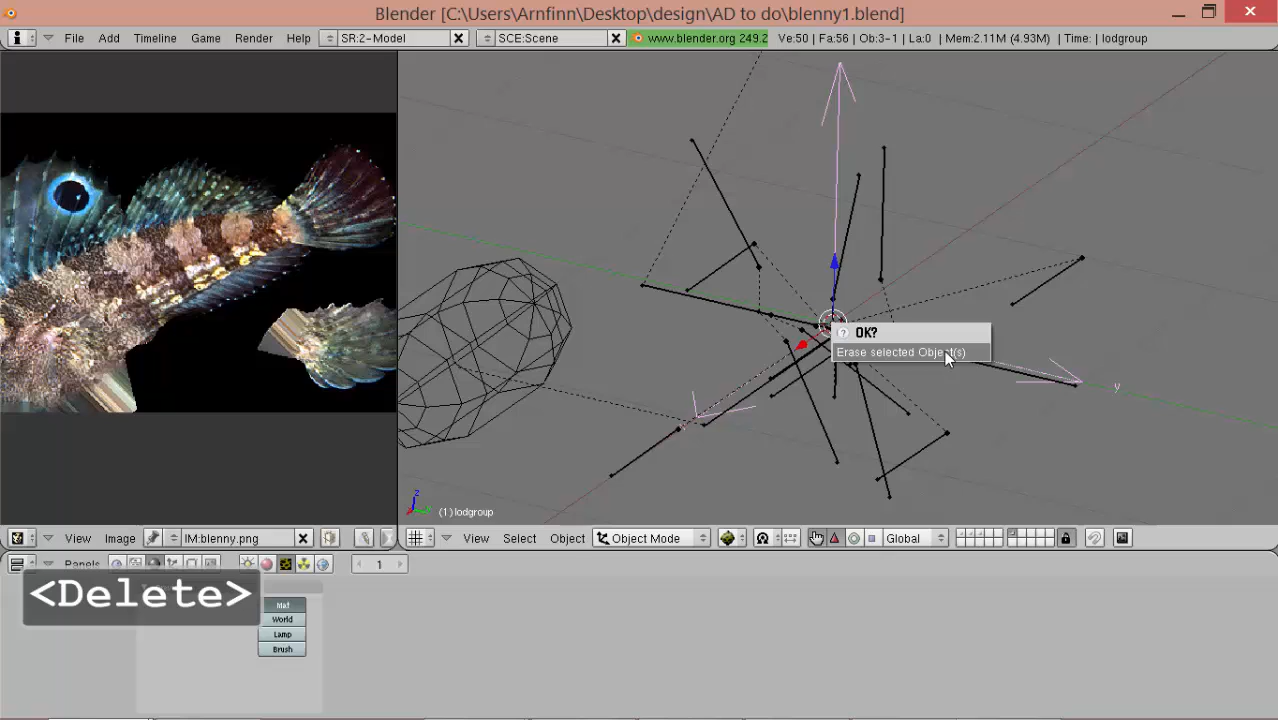 Blender [C:\Users\Arnfinn\Desktop\design\AD to do\blenny1.blend]
File Add Timeline Game Render Help SR:2-Model SCE:Scene www.blender.org 249.2 Ve:50 | Fa:56 | Ob:3-1 | La:0 | Mem:2.11M (4.93M) | Time: | lodgroup
OK?
Erase selected Object(s)
y
z
(1) lodgroup
View Image IM:blenny.png View Select Object Object Mode Global
Panels 1
<Delete>
Mat
World
Lamp
Brush